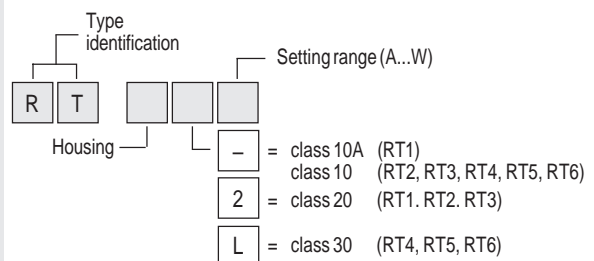 Type
identification
Setting range (A...W)
R T
Housing
– = class 10A (RT1)
class 10 (RT2, RT3, RT4, RT5, RT6)
2 = class 20 (RT1. RT2. RT3)
L = class 30 (RT4, RT5, RT6)